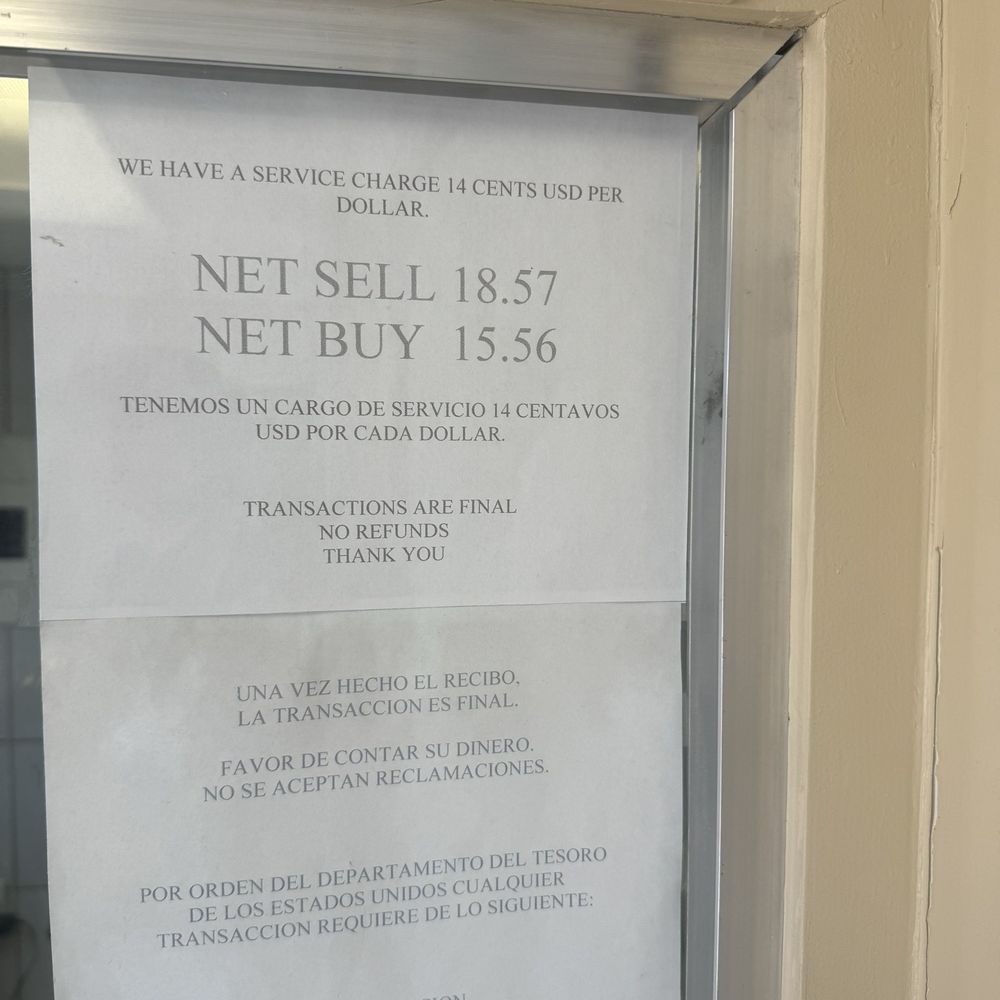 WE HAVE A SERVICE CHARGE 14 CENTS USD PER
DOLLAR.
NET SELL 18.57
NET BUY 15.56
TENEMOS UN CARGO DE SERVICIO 14 CENTAVOS
USD POR CADA DOLLAR.
TRANSACTIONS ARE FINAL
NO REFUNDS
THANK YOU
UNA VEZ HECHO EL RECIBO,
LA TRANSACCION ES FINAL.
FAVOR DE CONTAR SU DINERO.
NO SE ACEPTAN RECLAMACIONES.
POR ORDEN DEL DEPARTAMENTO DEL TESORO
DE LOS ESTADOS UNIDOS CUALQUIER
TRANSACCION REQUIERE DE LO SIGUIENTE: